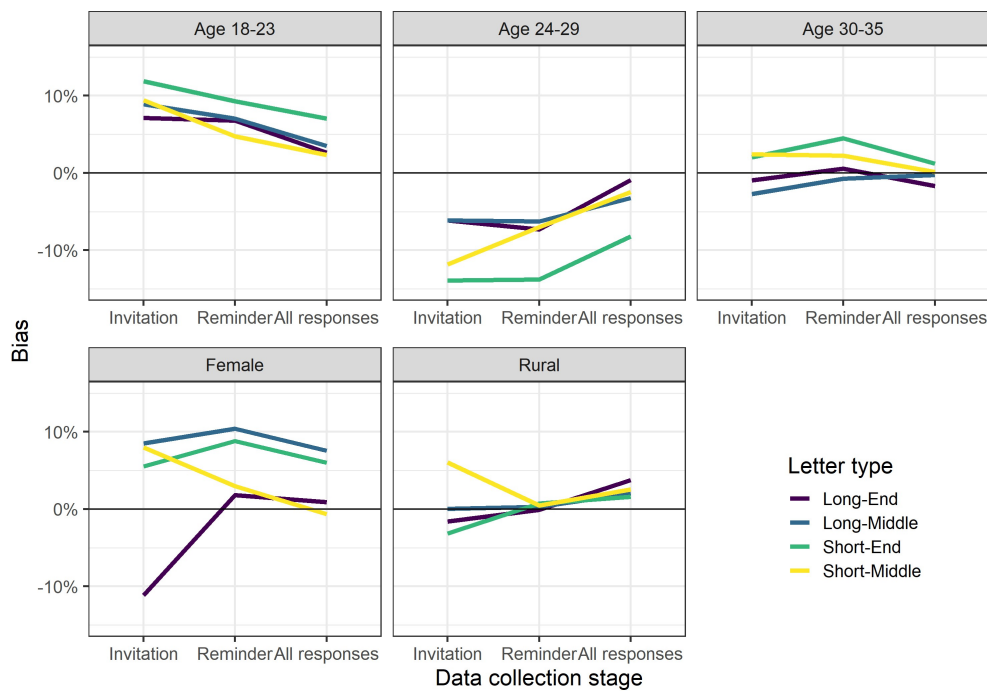 Age 18-23
Age 24-29
Age 30-35
10%
0%
-10%
Invitation Reminder All responses
Invitation Reminder All responses
Invitation Reminder All responses
Bias
Female
Rural
10%
0%
-10%
Invitation Reminder All responses
Invitation Reminder All responses
Data collection stage
Letter type
Long-End
Long-Middle
Short-End
Short-Middle